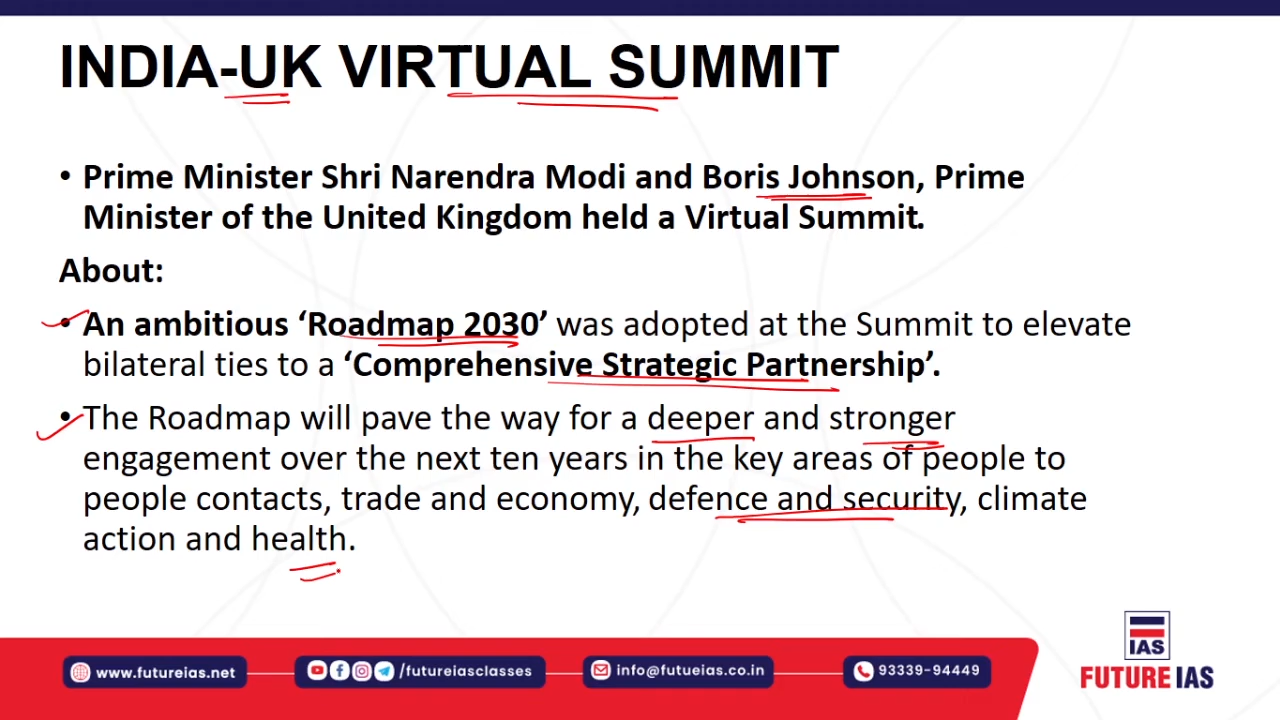 INDIA-UK VIRTUAL SUMMIT
• Prime Minister Shri Narendra Modi and Boris Johnson, Prime
Minister of the United Kingdom held a Virtual Summit.
About:
• An ambitious ‘Roadmap 2030’ was adopted at the Summit to elevate
bilateral ties to a ‘Comprehensive Strategic Partnership’.
• The Roadmap will pave the way for a deeper and stronger
engagement over the next ten years in the key areas of people to
people contacts, trade and economy, defence and security, climate
action and health.
www.futureias.net
/futureiasclasses
info@futueias.co.in
93339-94449
IAS
FUTURE IAS